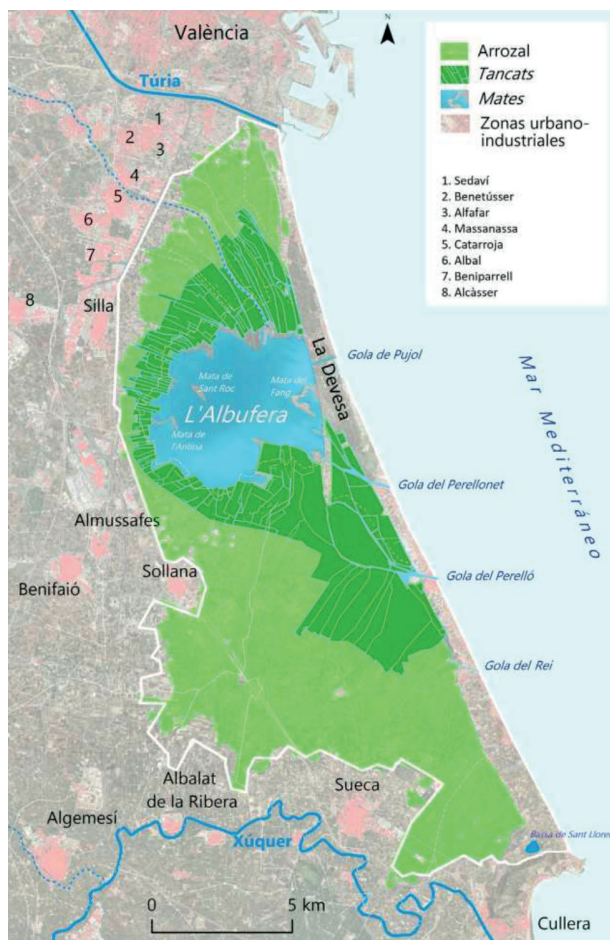 València
Túria
N
Arrozal
Tancats
Mates
Zonas urbano-
industriales
1. Sedaví
2. Benetússer
3. Alfafar
4. Massanassa
5. Catarroja
6. Albal
7. Beniparrell
8. Alcàsser
1
2
3
4
5
6
7
8
Silla
La Devesa
Gola de Pujol
Mata de
Sant Roc
Mata del
Fang
L'Albufera
Mata de
l'Antina
Mar Mediterráneo
Gola del Perellonet
Almussafes
Sollana
Benifaió
Gola del Perelló
Gola del Rei
Albalat
de la Ribera
Sueca
Algemesí
Xúquer
Bassa de Sant Lloren
0
5 km
Cullera